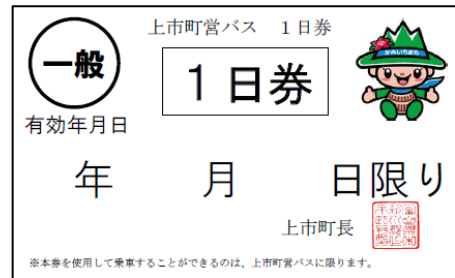 上市町営バス 1日券
一般
1日券
かみいちまち
有効年月日
年 月 日限り
上市町長
※本券を使用して乗車することができるのは、上市町営バスに限ります。